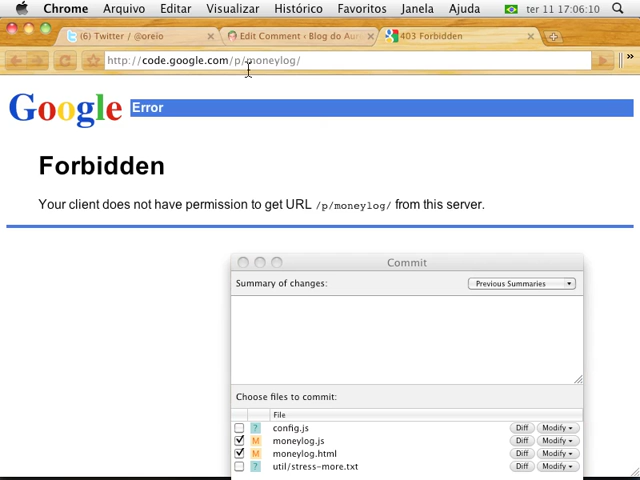 Chrome Arquivo Editar Visualizar Histórico Favoritos Janela Ajuda ter 11 17:06:10
(6) Twitter / @oreio Edit Comment ‹ Blog do Au 403 Forbidden
http://code.google.com/p/moneylog/ »
Google Error
Forbidden
Your client does not have permission to get URL /p/moneylog/ from this server.
Commit
Summary of changes: Previous Summaries
Choose files to commit:
File
? config.js Diff Modify
M moneylog.js Diff Modify
M moneylog.html Diff Modify
? util/stress-more.txt Diff Modify